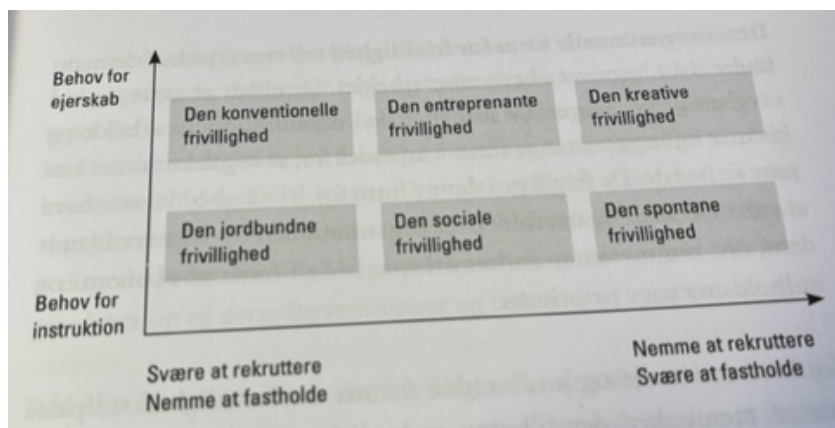 Behov for
ejerskab
Den konventionelle
frivillighed
Den entreprenante
frivillighed
Den kreative
frivillighed
Den jordbundne
frivillighed
Den sociale
frivillighed
Den spontane
frivillighed
Behov for
instruktion
Svære at rekruttere
Nemme at fastholde
Nemme at rekruttere
Svære at fastholde